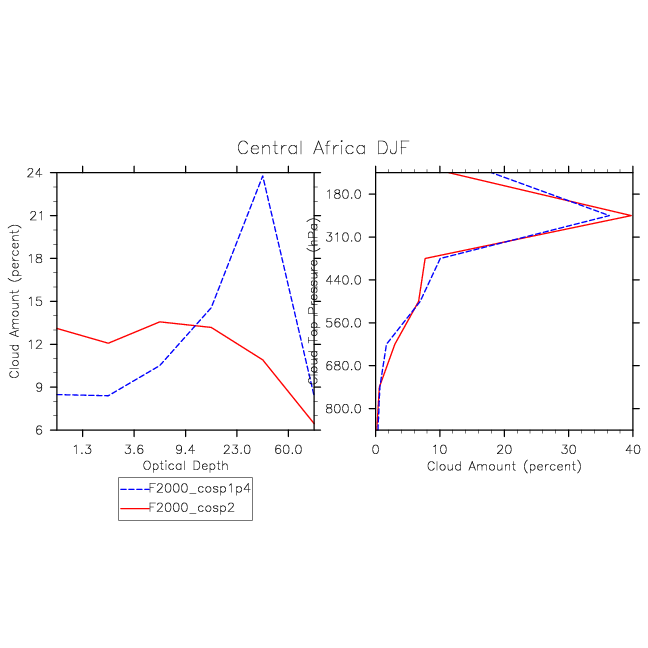 Central Africa DJF
Cloud Amount (percent)
24
21
18
15
12
9
6
1.3 3.6 9.4 23.0 60.0
Optical Depth
Cloud Top Pressure (hPa)
180.0
310.0
440.0
560.0
680.0
800.0
0 10 20 30 40
Cloud Amount (percent)
F2000_cosp1p4
F2000_cosp2